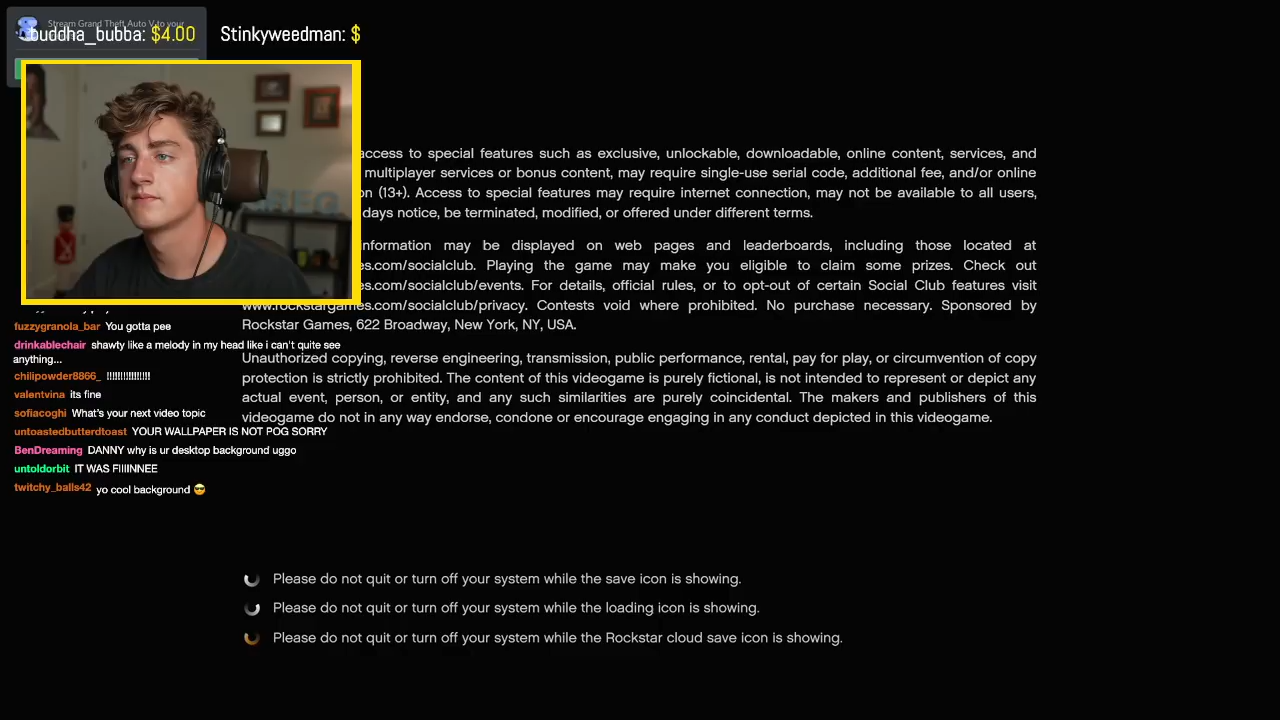 Stream Grand Theft Auto V to your
buddha_bubba: $4.00 Stinkyweedman: $
access to special features such as exclusive, unlockable, downloadable, online content, services, and
multiplayer services or bonus content, may require single-use serial code, additional fee, and/or online
(13+). Access to special features may require internet connection, may not be available to all users,
days notice, be terminated, modified, or offered under different terms.
information may be displayed on web pages and leaderboards, including those located at
es.com/socialclub. Playing the game may make you eligible to claim some prizes. Check out
es.com/socialclub/events. For details, official rules, or to opt-out of certain Social Club features visit
www.rockstargames.com/socialclub/privacy. Contests void where prohibited. No purchase necessary. Sponsored by
Rockstar Games, 622 Broadway, New York, NY, USA.
Unauthorized copying, reverse engineering, transmission, public performance, rental, pay for play, or circumvention of copy
protection is strictly prohibited. The content of this videogame is purely fictional, is not intended to represent or depict any
actual event, person, or entity, and any such similarities are purely coincidental. The makers and publishers of this
videogame do not in any way endorse, condone or encourage engaging in any conduct depicted in this videogame.
fuzzygranola_bar You gotta pee
drinkablechair shawty like a melody in my head like i can't quite see
anything...
chilipowder8866_ !!!!!!!!!!!!!!!!
valentvina its fine
sofiacoghi What's your next video topic
untoastedbutterdtoast YOUR WALLPAPER IS NOT POG SORRY
BenDreaming DANNY why is ur desktop background uggo
untoldorbit IT WAS FIIIINNEE
twitchy_balls42 yo cool background 😎
Please do not quit or turn off your system while the save icon is showing.
Please do not quit or turn off your system while the loading icon is showing.
Please do not quit or turn off your system while the Rockstar cloud save icon is showing.